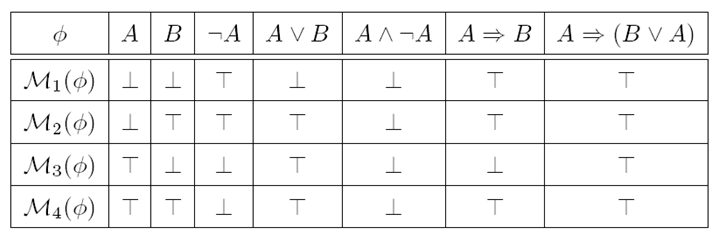 ϕ A B ¬A A ∨ B A ∧ ¬A A ⇒ B A ⇒ (B ∨ A)
ℳ₁(ϕ) ⊥ ⊥ ⊤ ⊥ ⊥ ⊤ ⊤
ℳ₂(ϕ) ⊥ ⊤ ⊤ ⊤ ⊥ ⊤ ⊤
ℳ₃(ϕ) ⊤ ⊥ ⊥ ⊤ ⊥ ⊥ ⊤
ℳ₄(ϕ) ⊤ ⊤ ⊥ ⊤ ⊥ ⊤ ⊤